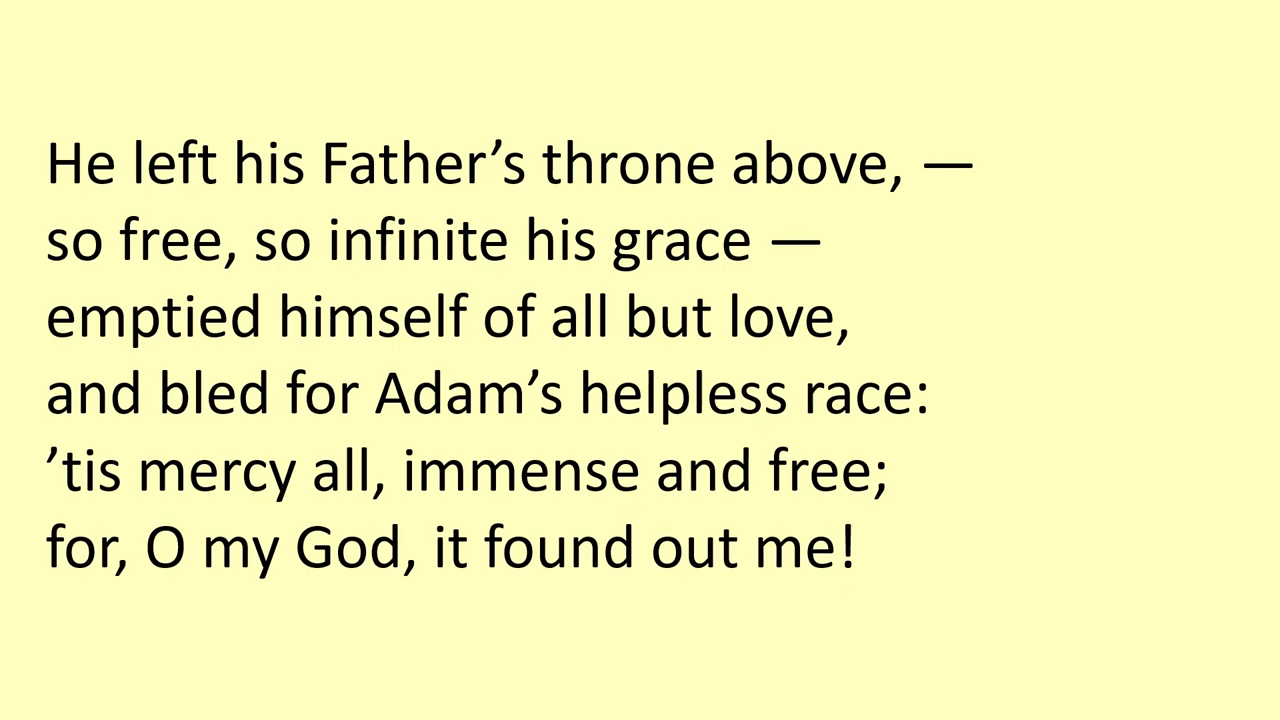 He left his Father’s throne above, —
so free, so infinite his grace —
emptied himself of all but love,
and bled for Adam’s helpless race:
’tis mercy all, immense and free;
for, O my God, it found out me!